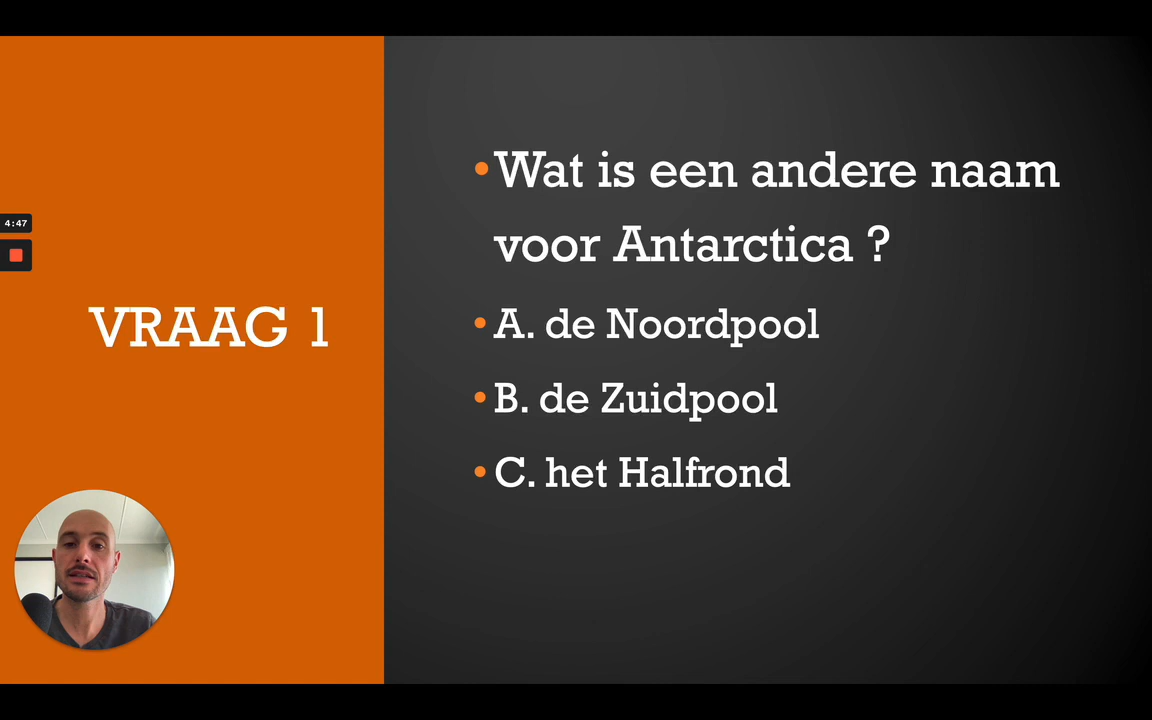 4:47
VRAAG 1
•Wat is een andere naam
voor Antarctica ?
•A. de Noordpool
•B. de Zuidpool
•C. het Halfrond